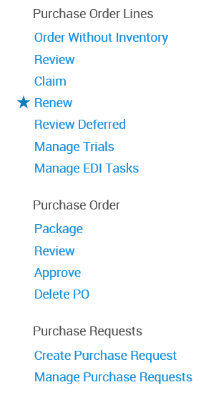 Purchase Order Lines
Order Without Inventory
Review
Claim
Renew
Review Deferred
Manage Trials
Manage EDI Tasks
Purchase Order
Package
Review
Approve
Delete PO
Purchase Requests
Create Purchase Request
Manage Purchase Requests